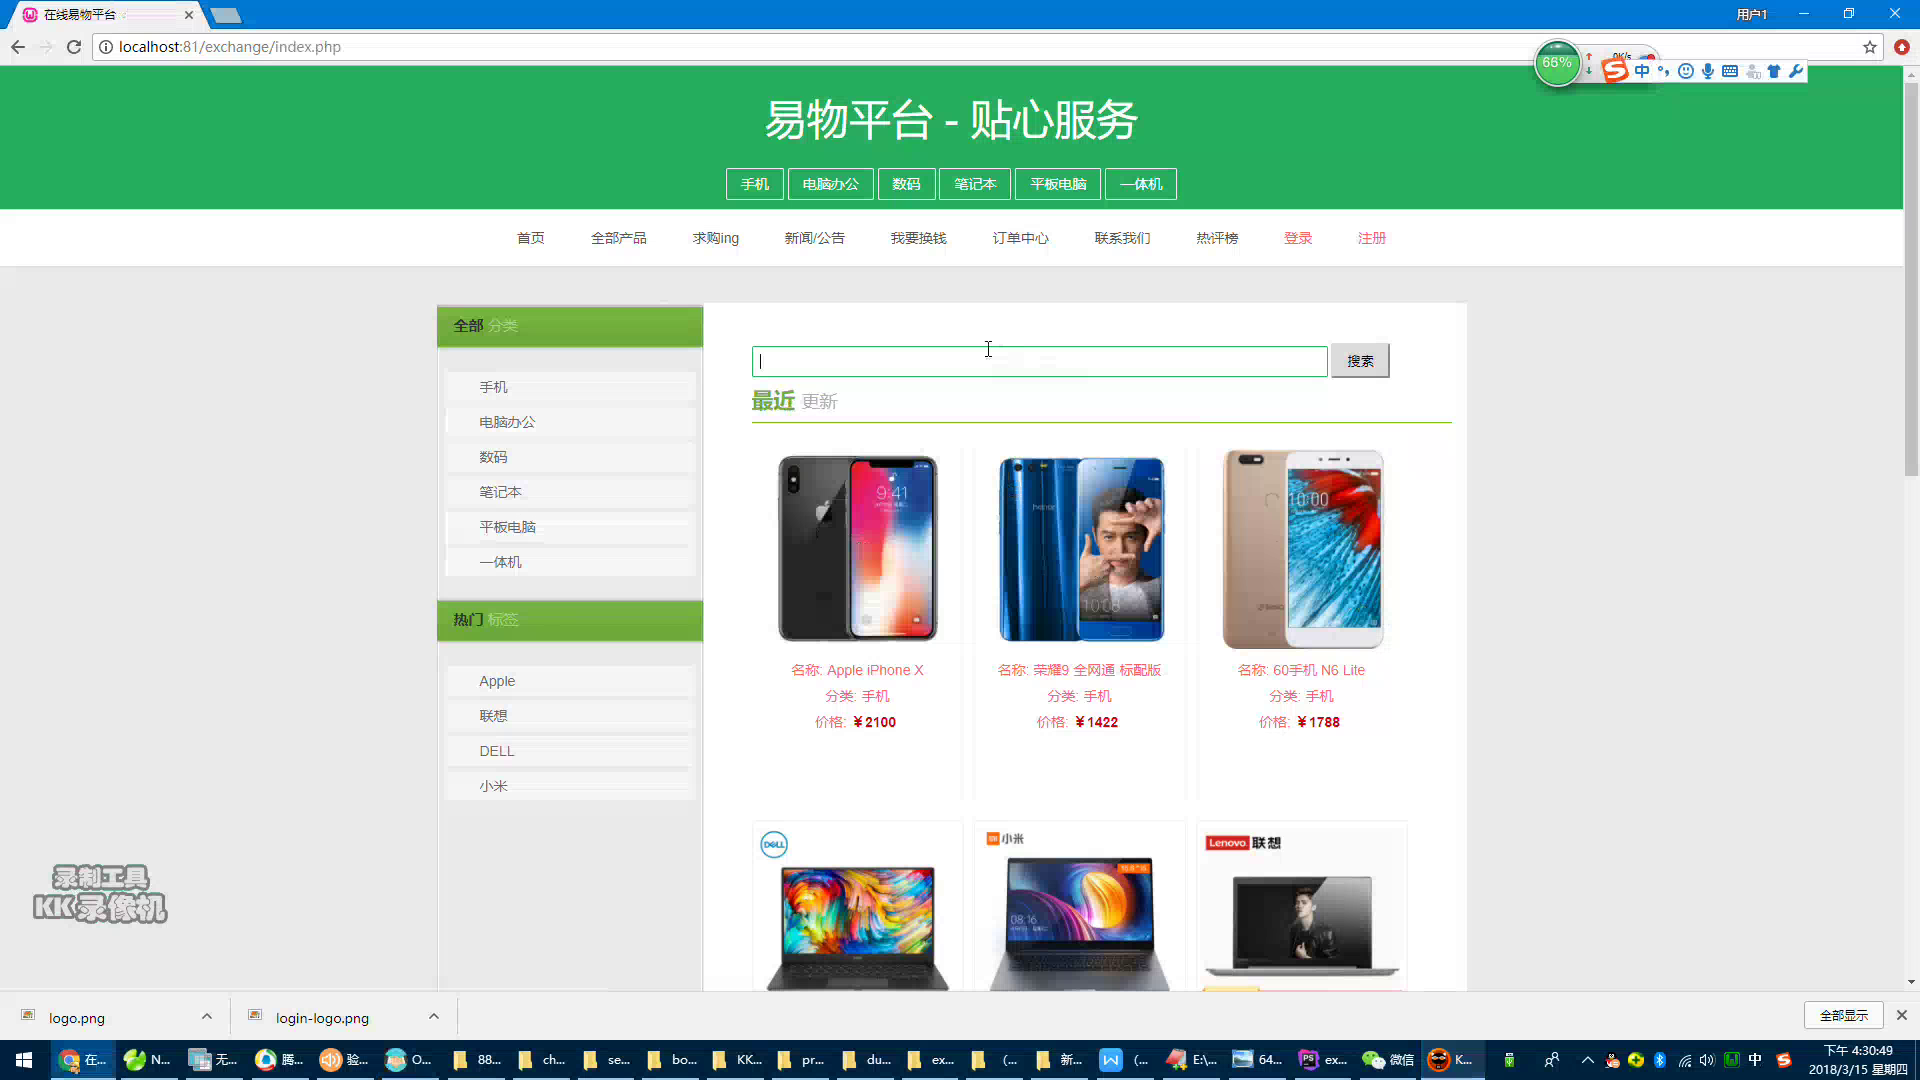 在线易物平台
用户1
localhost:81/exchange/index.php
66%
0K/s
中
易物平台 - 贴心服务
手机 电脑办公 数码 笔记本 平板电脑 一体机
首页 全部产品 求购ing 新闻/公告 我要换钱 订单中心 联系我们 热评榜 登录 注册
全部 分类
手机
电脑办公
数码
笔记本
平板电脑
一体机
热门 标签
Apple
联想
DELL
小米
搜索
最近 更新
9:41
honor
10:08
10:00
名称: Apple iPhone X
分类: 手机
价格: ¥2100
名称: 荣耀9 全网通 标配版
分类: 手机
价格: ¥1422
名称: 60手机 N6 Lite
分类: 手机
价格: ¥1788
DELL
小米
08:16
Lenovo 联想
录制工具
KK录像机
logo.png
login-logo.png
全部显示
在...
N...
无...
腾...
验...
O...
88...
ch...
se...
bo...
KK...
pr...
du...
ex...
(...
新...
(...
E:\...
64...
ex...
微信
K...
中
下午 4:30:49
2018/3/15 星期四